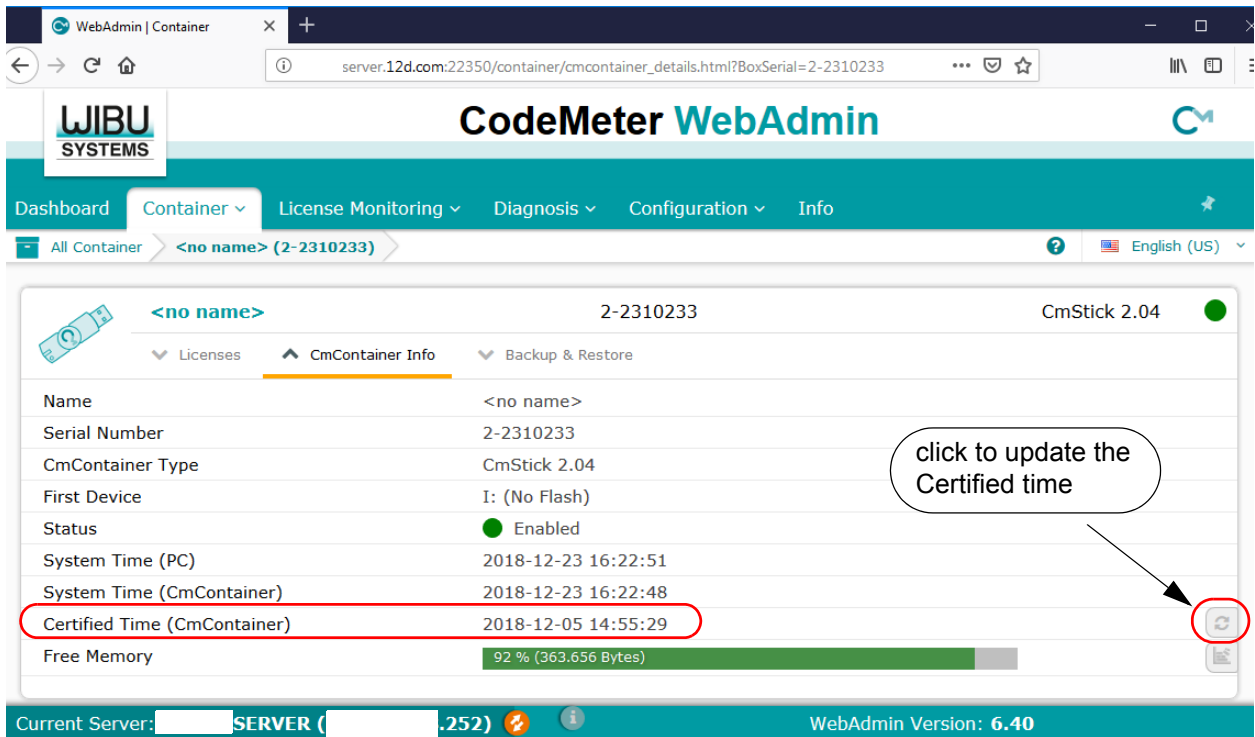 WebAdmin | Container
server.12d.com:22350/container/cmcontainer_details.html?BoxSerial=2-2310233
WIBU
SYSTEMS
CodeMeter WebAdmin
CM
Dashboard Container License Monitoring Diagnosis Configuration Info
All Container <no name> (2-2310233) English (US)
<no name> 2-2310233 CmStick 2.04
Licenses CmContainer Info Backup & Restore
Name <no name>
Serial Number 2-2310233
CmContainer Type CmStick 2.04
First Device I: (No Flash)
Status Enabled
System Time (PC) 2018-12-23 16:22:51
System Time (CmContainer) 2018-12-23 16:22:48
Certified Time (CmContainer) 2018-12-05 14:55:29
Free Memory 92 % (363.656 Bytes)
click to update the
Certified time
Current Server: SERVER ( .252) WebAdmin Version: 6.40